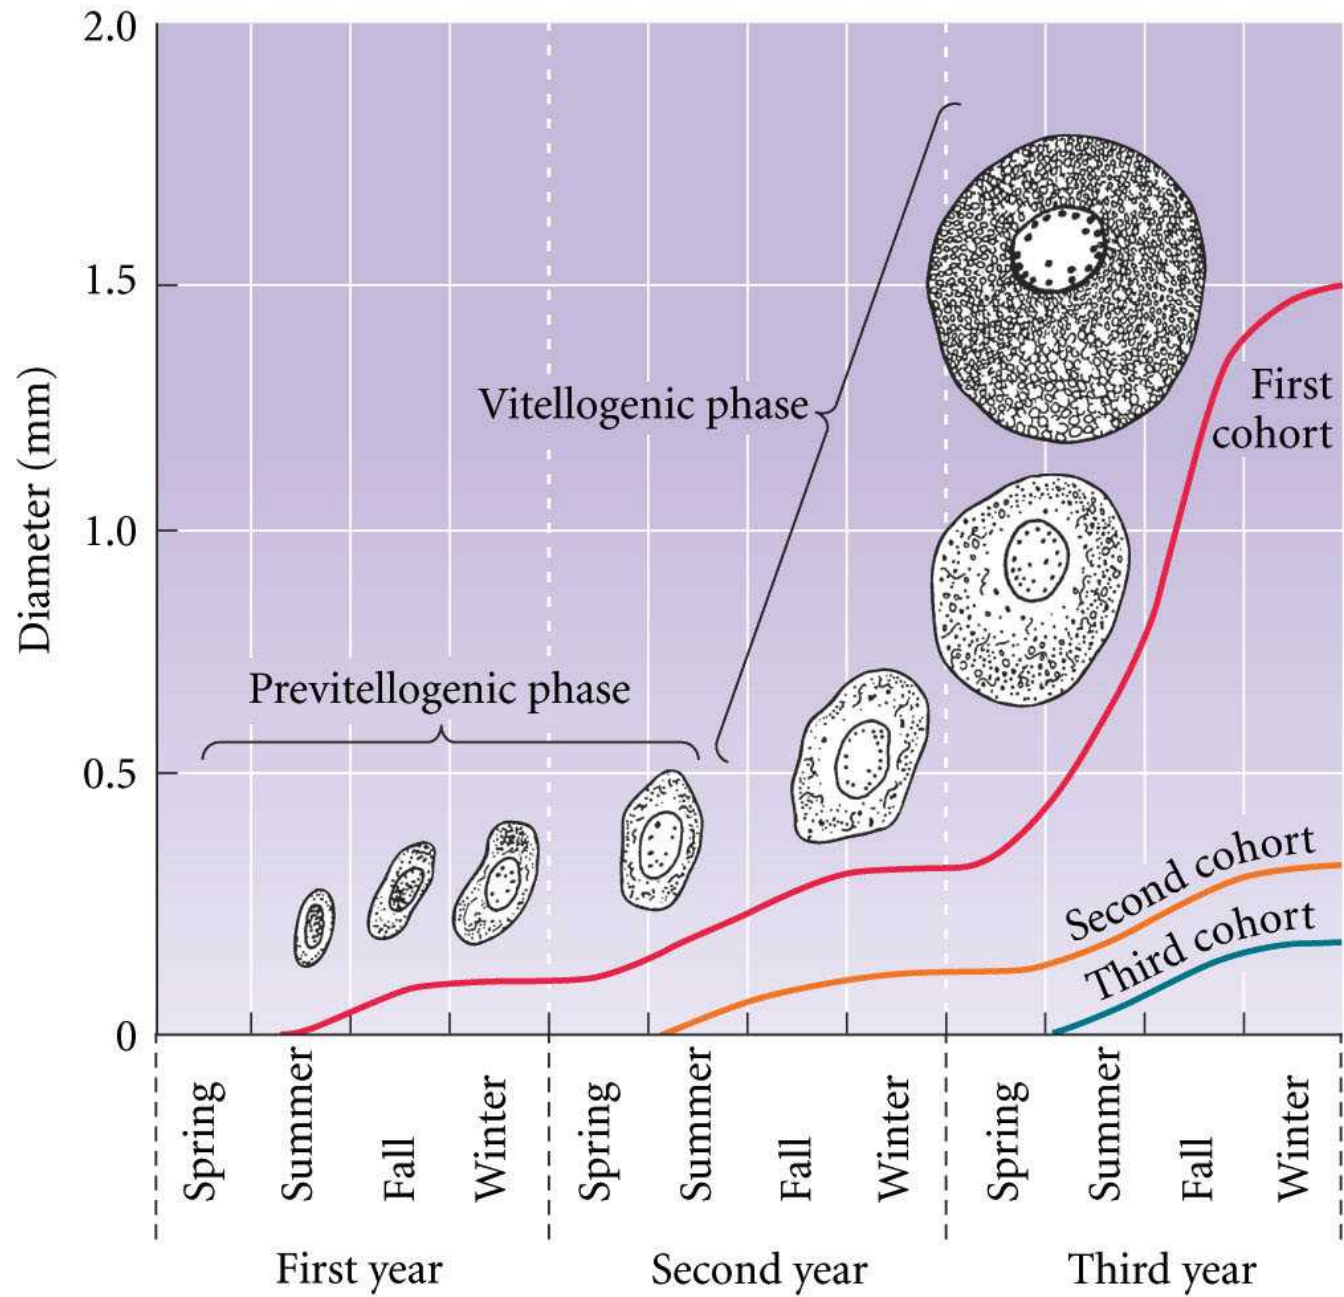 2.0
1.5
1.0
0.5
0
Diameter (mm)
Vitellogenic phase
Previtellogenic phase
First
cohort
Second cohort
Third cohort
Spring
Summer
Fall
Winter
Spring
Summer
Fall
Winter
Spring
Summer
Fall
Winter
First year
Second year
Third year